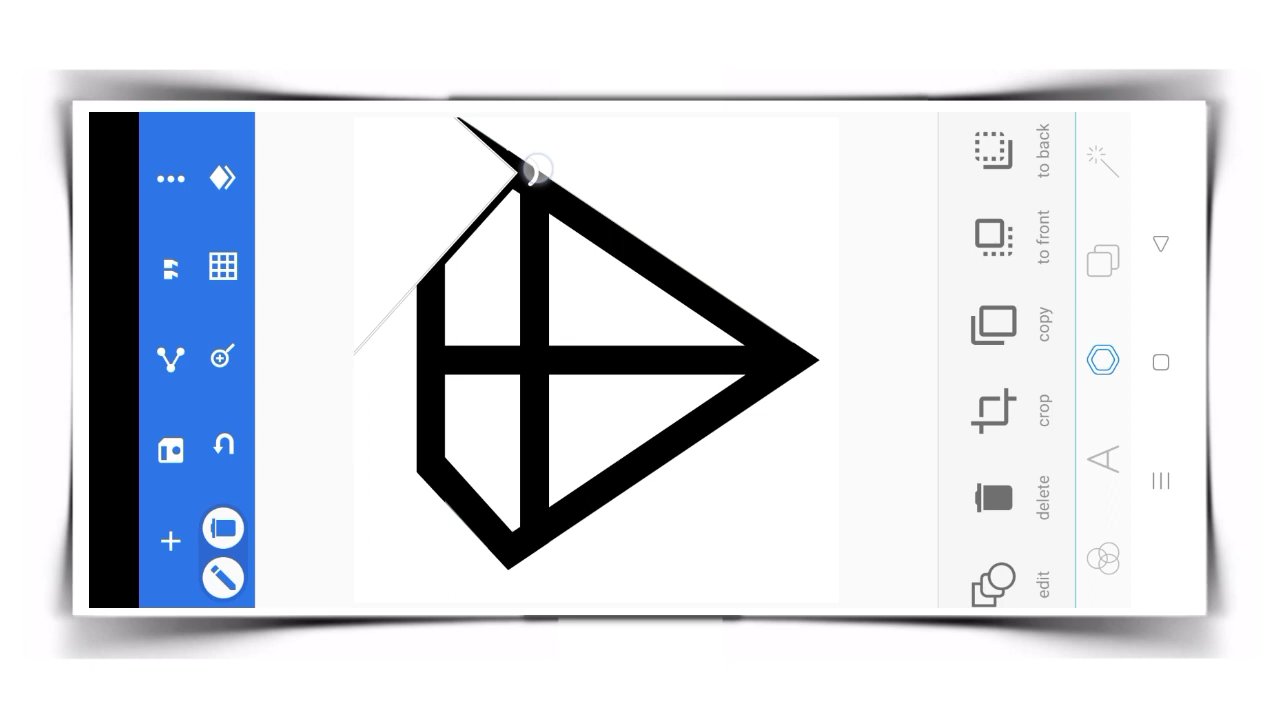 to back
to front
copy
crop
delete
edit
A